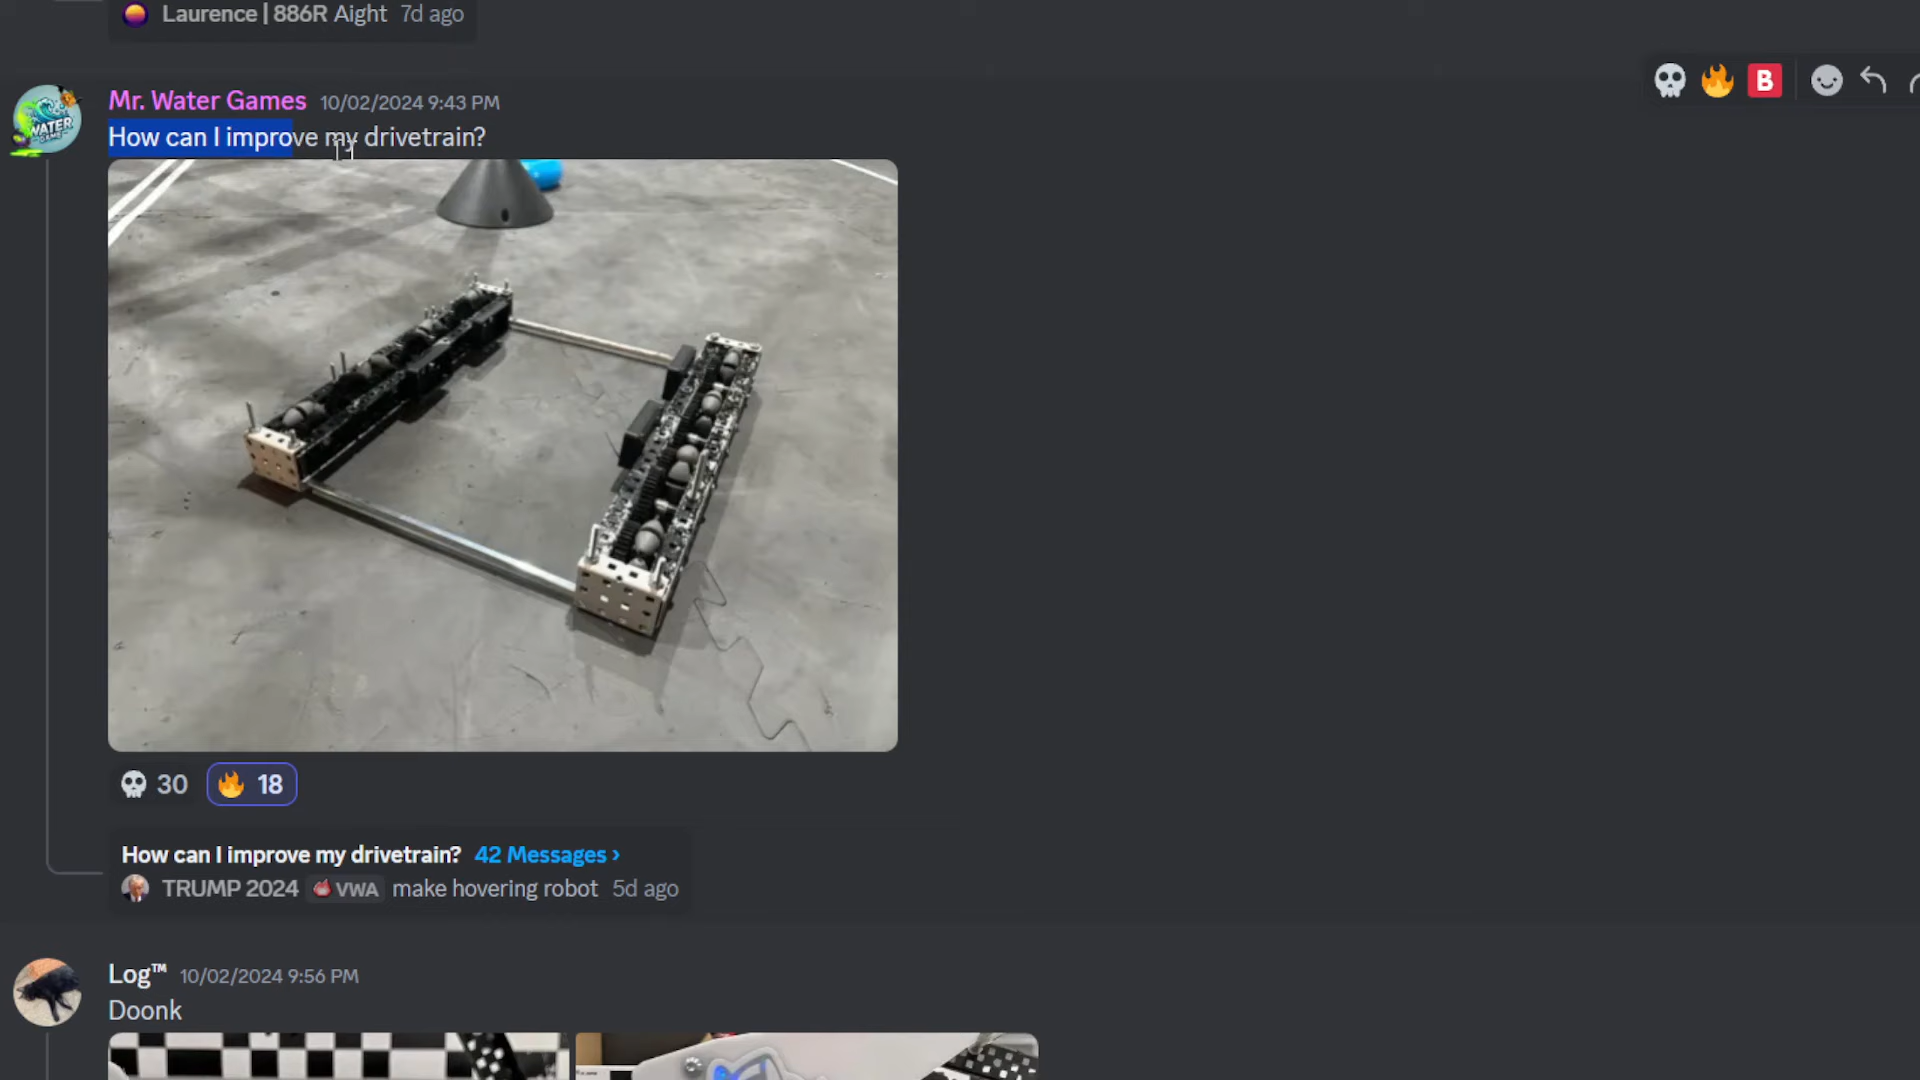 Laurence | 886R Aight 7d ago
Mr. Water Games 10/02/2024 9:43 PM
How can I improve my drivetrain?
WATER
B
30 18
How can I improve my drivetrain? 42 Messages ›
TRUMP 2024 VWA make hovering robot 5d ago
Log™ 10/02/2024 9:56 PM
Doonk